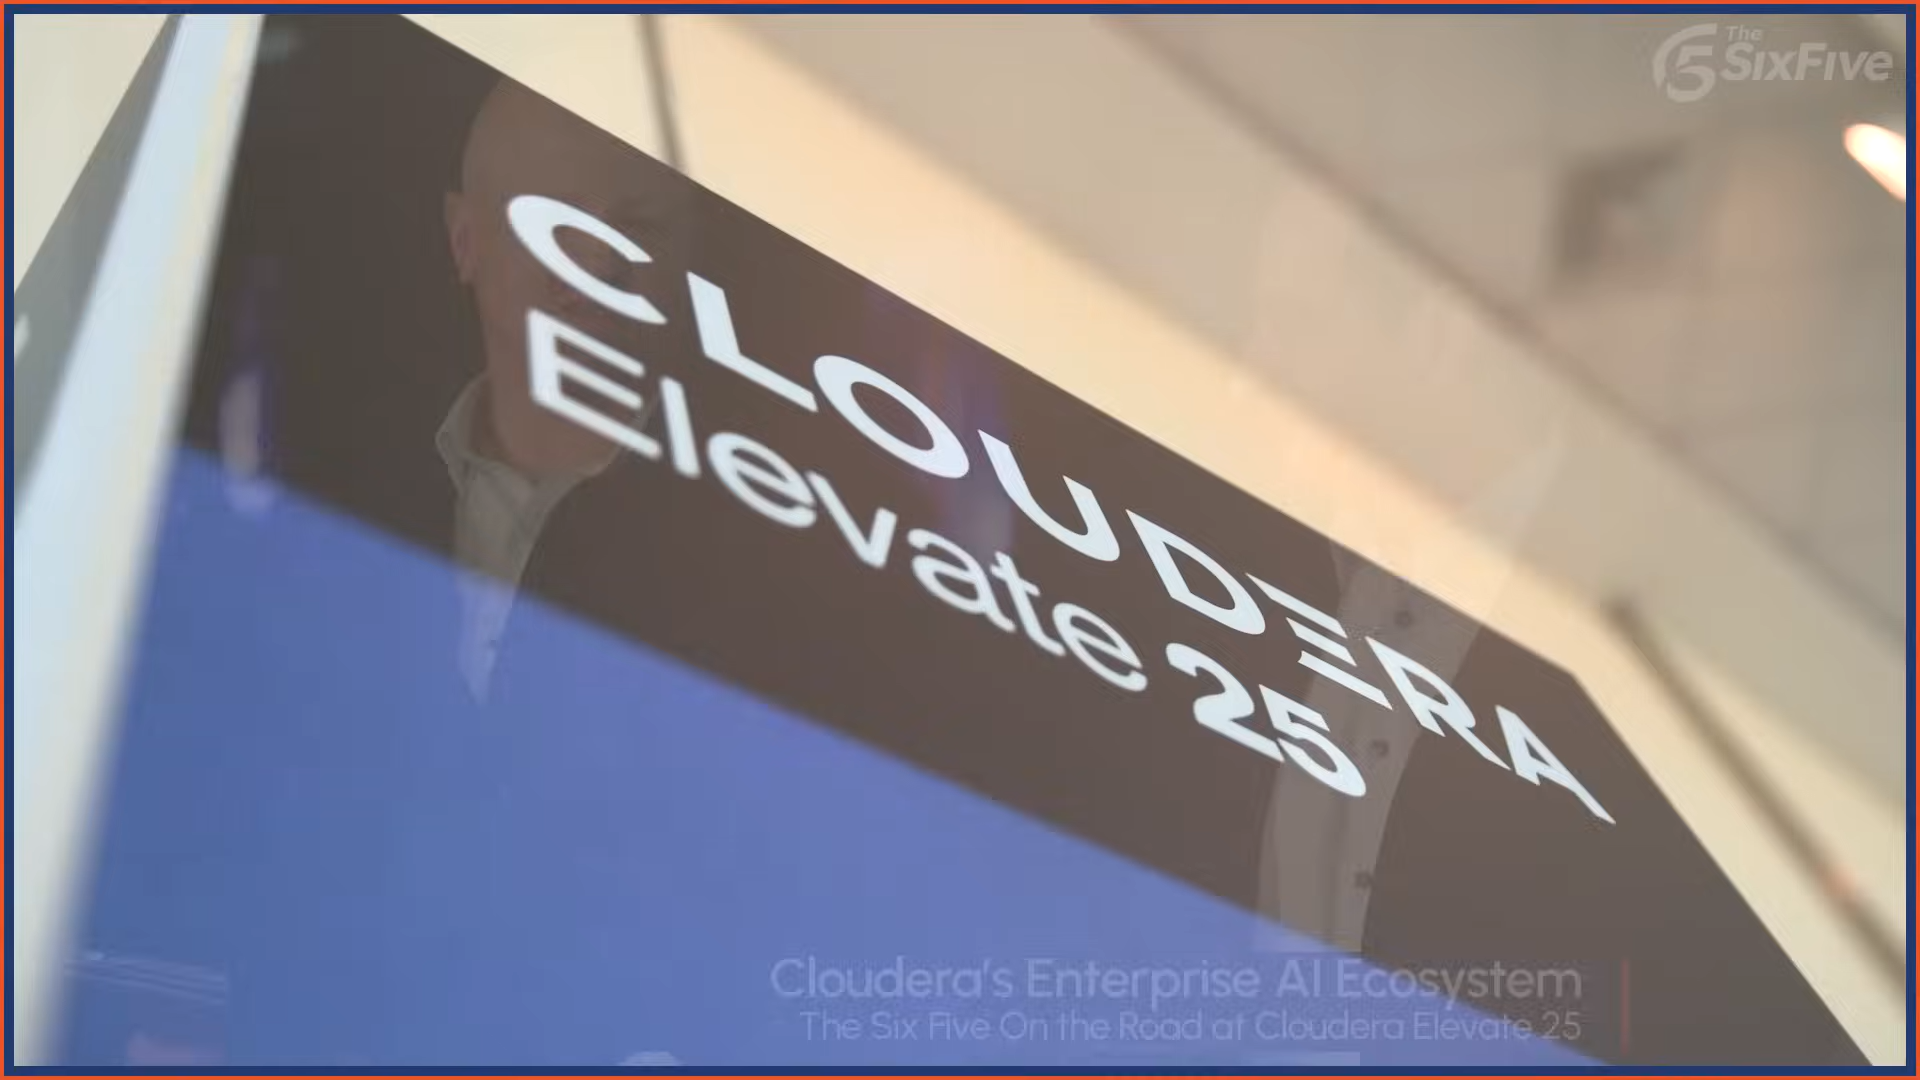 The
SixFive
CLOUDERA
Elevate 25
Cloudera's Enterprise AI Ecosystem
The Six Five On the Road at Cloudera Elevate 25